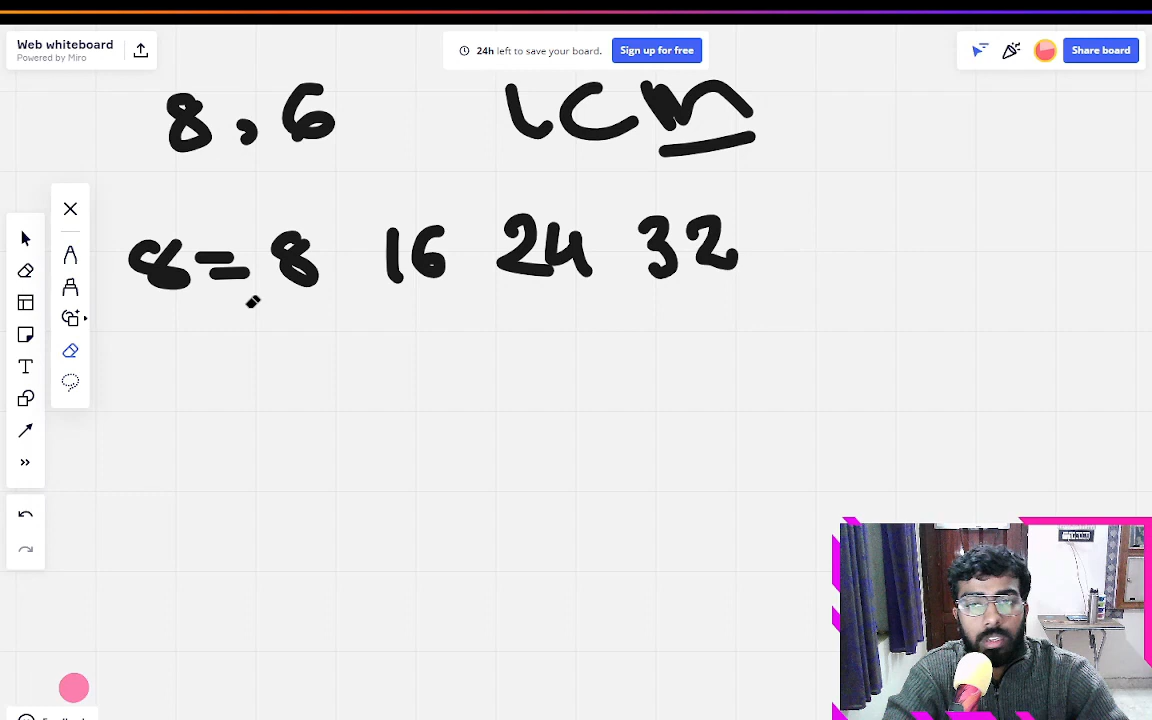 Web whiteboard
Powered by Miro
24h left to save your board.
Sign up for free
Share board
8, 6 LCM
8 = 8 16 24 32
T